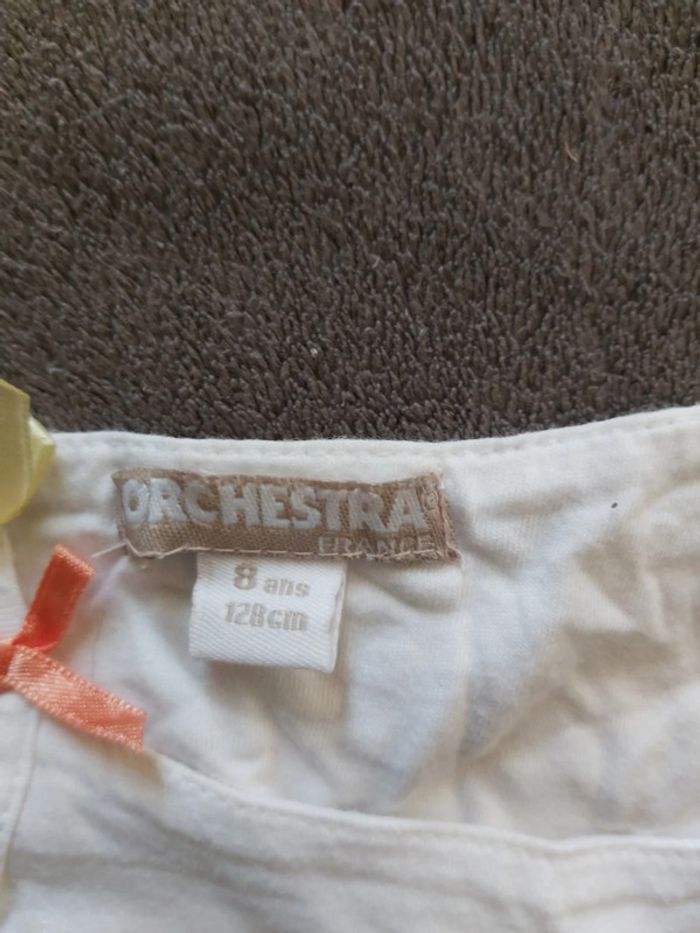 ORCHESTRA
FRANCE
8 ans
128cm